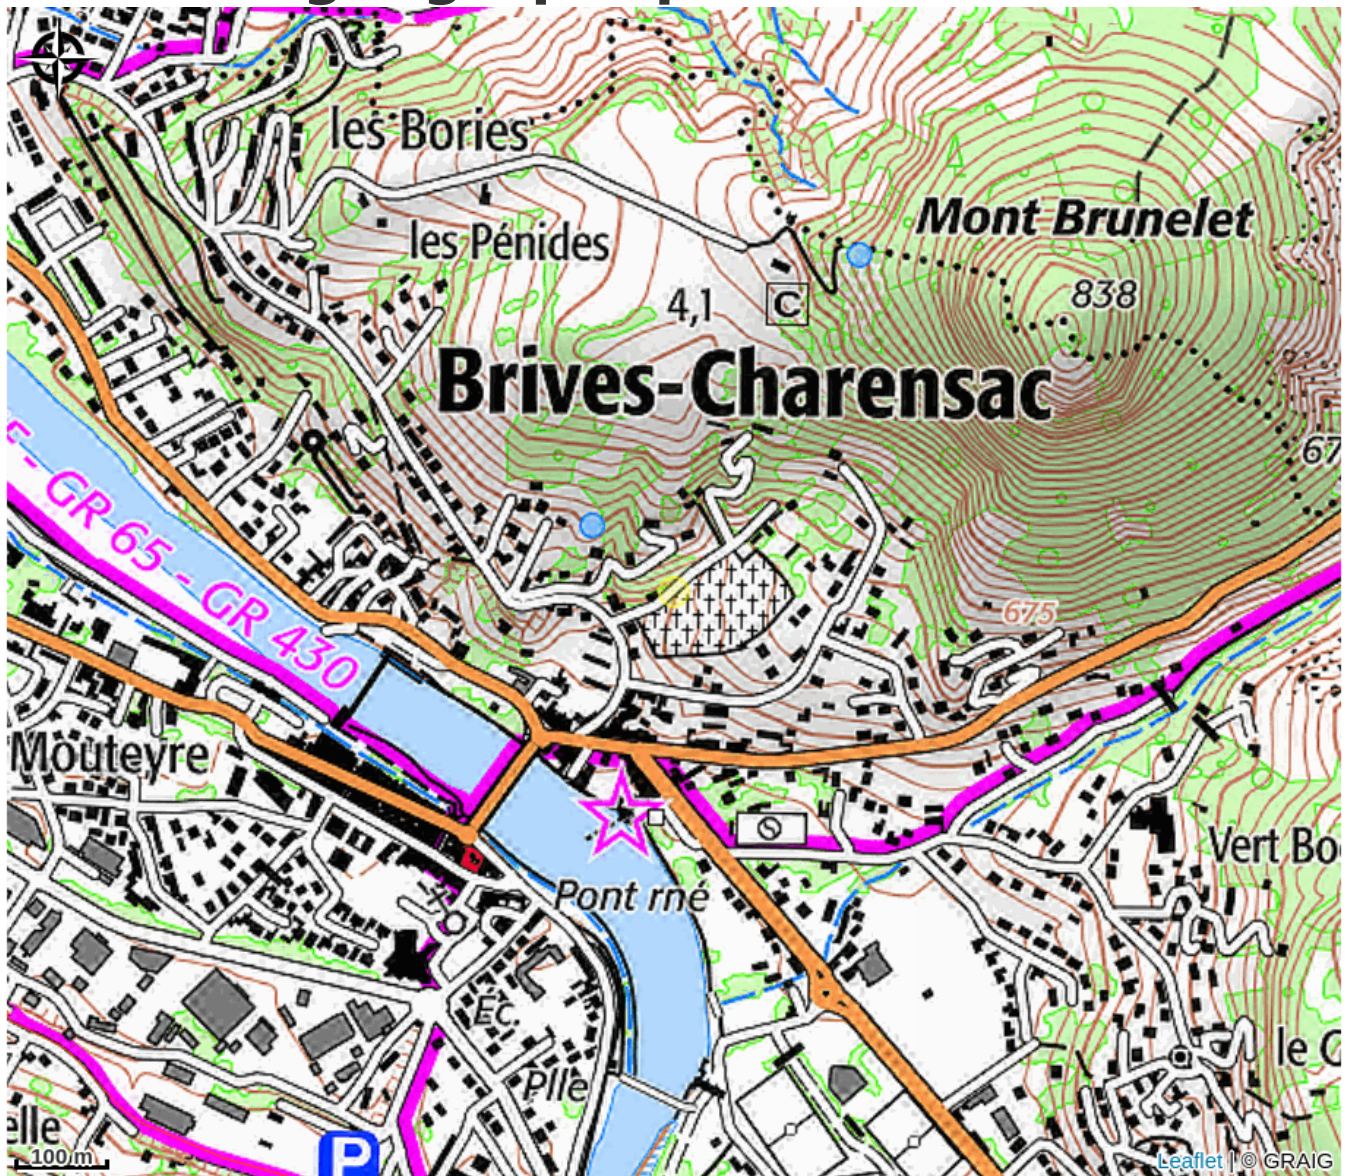 les Bories
Mont Brunelet
les Pénides
838
4,1
C
Brives-Charensac
67
- GR 65 - GR 430
675
Mouteyre
Vert Bo
Pont rné
ÉC.
le
Plle
elle
P
100 m
Leaflet | © GRAIG